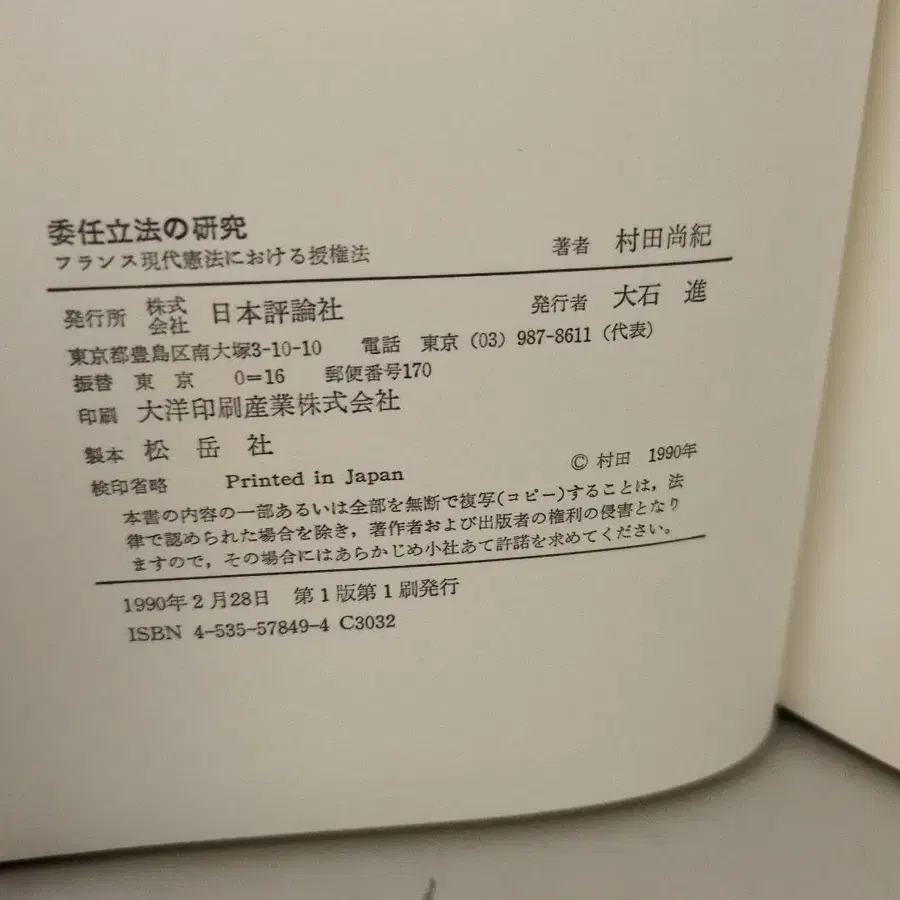 委任立法の研究
フランス現代憲法における授権法
著者 村田尚紀
発行所 株式会社 日本評論社 発行者 大石 進
東京都豊島区南大塚3-10-10 電話 東京(03)987-8611(代表)
振替 東京 0=16 郵便番号170
印刷 大洋印刷産業株式会社
製本 松岳社
検印省略 Printed in Japan © 村田 1990年
本書の内容の一部あるいは全部を無断で複写(コピー)することは,法
律で認められた場合を除き,著作者および出版者の権利の侵害となり
ますので,その場合にはあらかじめ小社あて許諾を求めてください。
1990年2月28日 第1版第1刷発行
ISBN 4-535-57849-4 C3032